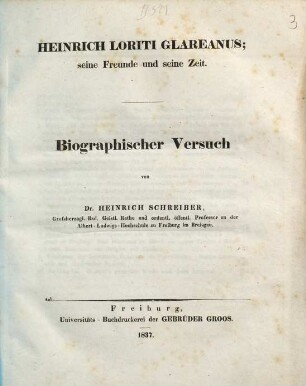 3
HEINRICH LORITI GLAREANUS;
seine Freunde und seine Zeit.
Biographischer Versuch
von
Dr. HEINRICH SCHREIBER,
Grossherzogl. Bad. Geistl. Rathe und ordentl. öffentl. Professor an der
Albert-Ludwigs-Hochschule zu Freiburg im Breisgau.
Freiburg,
Universitäts-Buchdruckerei der GEBRÜDER GROOS.
1837.